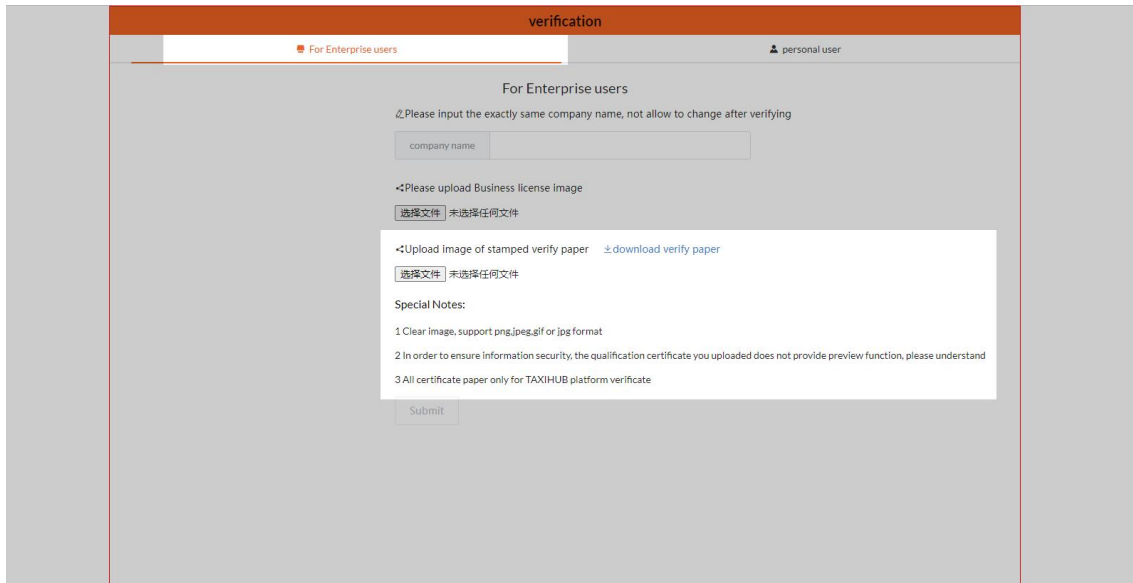 verification
For Enterprise users
personal user
For Enterprise users
Please input the exactly same company name, not allow to change after verifying
company name
Please upload Business license image
选择文件 未选择任何文件
Upload image of stamped verify paper download verify paper
选择文件 未选择任何文件
Special Notes:
1 Clear image, support png,jpeg,gif or jpg format
2 In order to ensure information security, the qualification certificate you uploaded does not provide preview function, please understand
3 All certificate paper only for TAXIHUB platform verificate
Submit